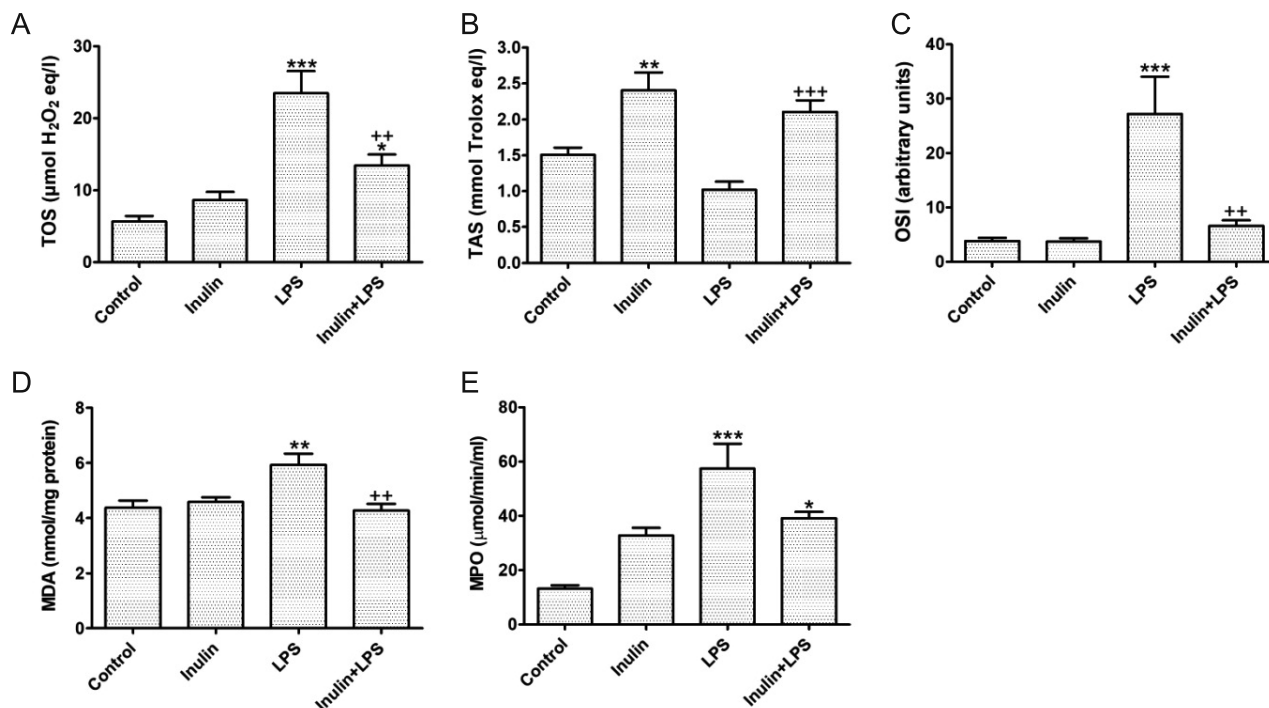 A
TOS (µmol H₂O₂ eq/l)
30
20
10
0
***
++
*
Control
Inulin
LPS
Inulin+LPS
B
TAS (mmol Trolox eq/l)
3.0
2.5
2.0
1.5
1.0
0.5
0.0
**
+++
Control
Inulin
LPS
Inulin+LPS
C
OSI (arbitrary units)
40
30
20
10
0
***
++
Control
Inulin
LPS
Inulin+LPS
D
MDA (nmol/mg protein)
8
6
4
2
0
**
++
Control
Inulin
LPS
Inulin+LPS
E
MPO (µmol/min/ml)
80
60
40
20
0
***
*
Control
Inulin
LPS
Inulin+LPS